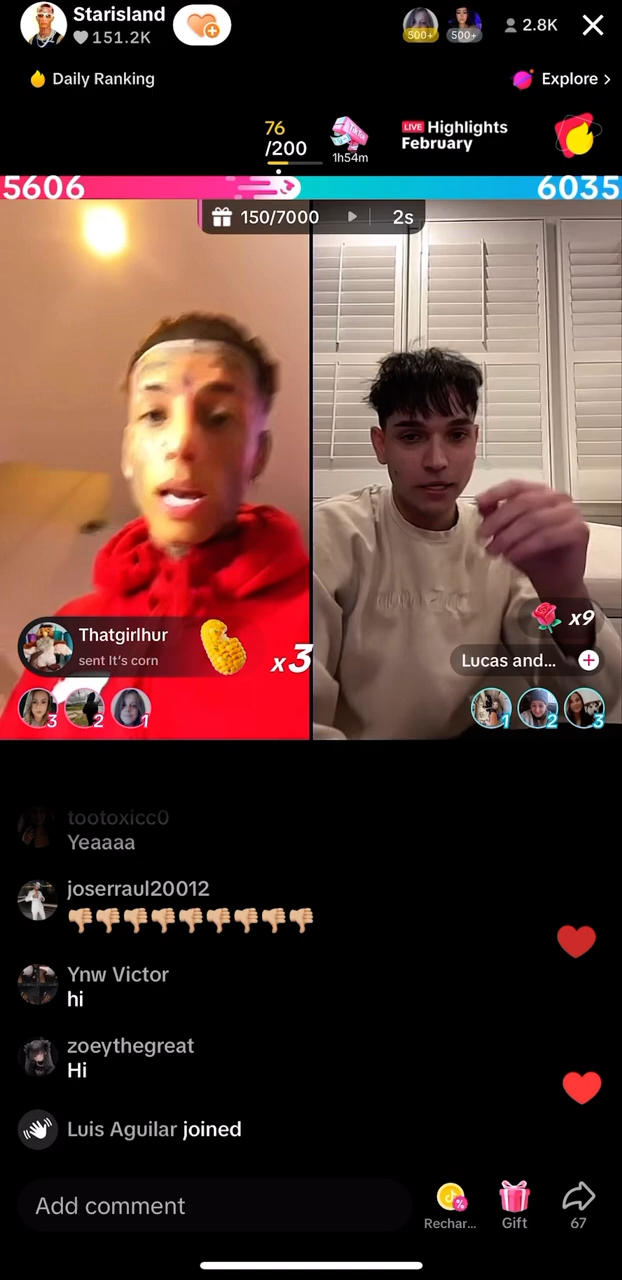 Starisland
151.2K
500+
500+
2.8K
Daily Ranking
Explore >
76
/200
1h54m
LIVE Highlights
February
5606
6035
150/7000
2s
Thatgirlhur
sent It's corn
x3
x9
Lucas and...
3
2
1
1
2
3
tootoxicc0
Yeaaaa
joserraul20012
👎🏼👎🏼👎🏼👎🏼👎🏼👎🏼👎🏼👎🏼👎🏼
Ynw Victor
hi
zoeythegreat
Hi
Luis Aguilar joined
Add comment
Rechar...
Gift
67